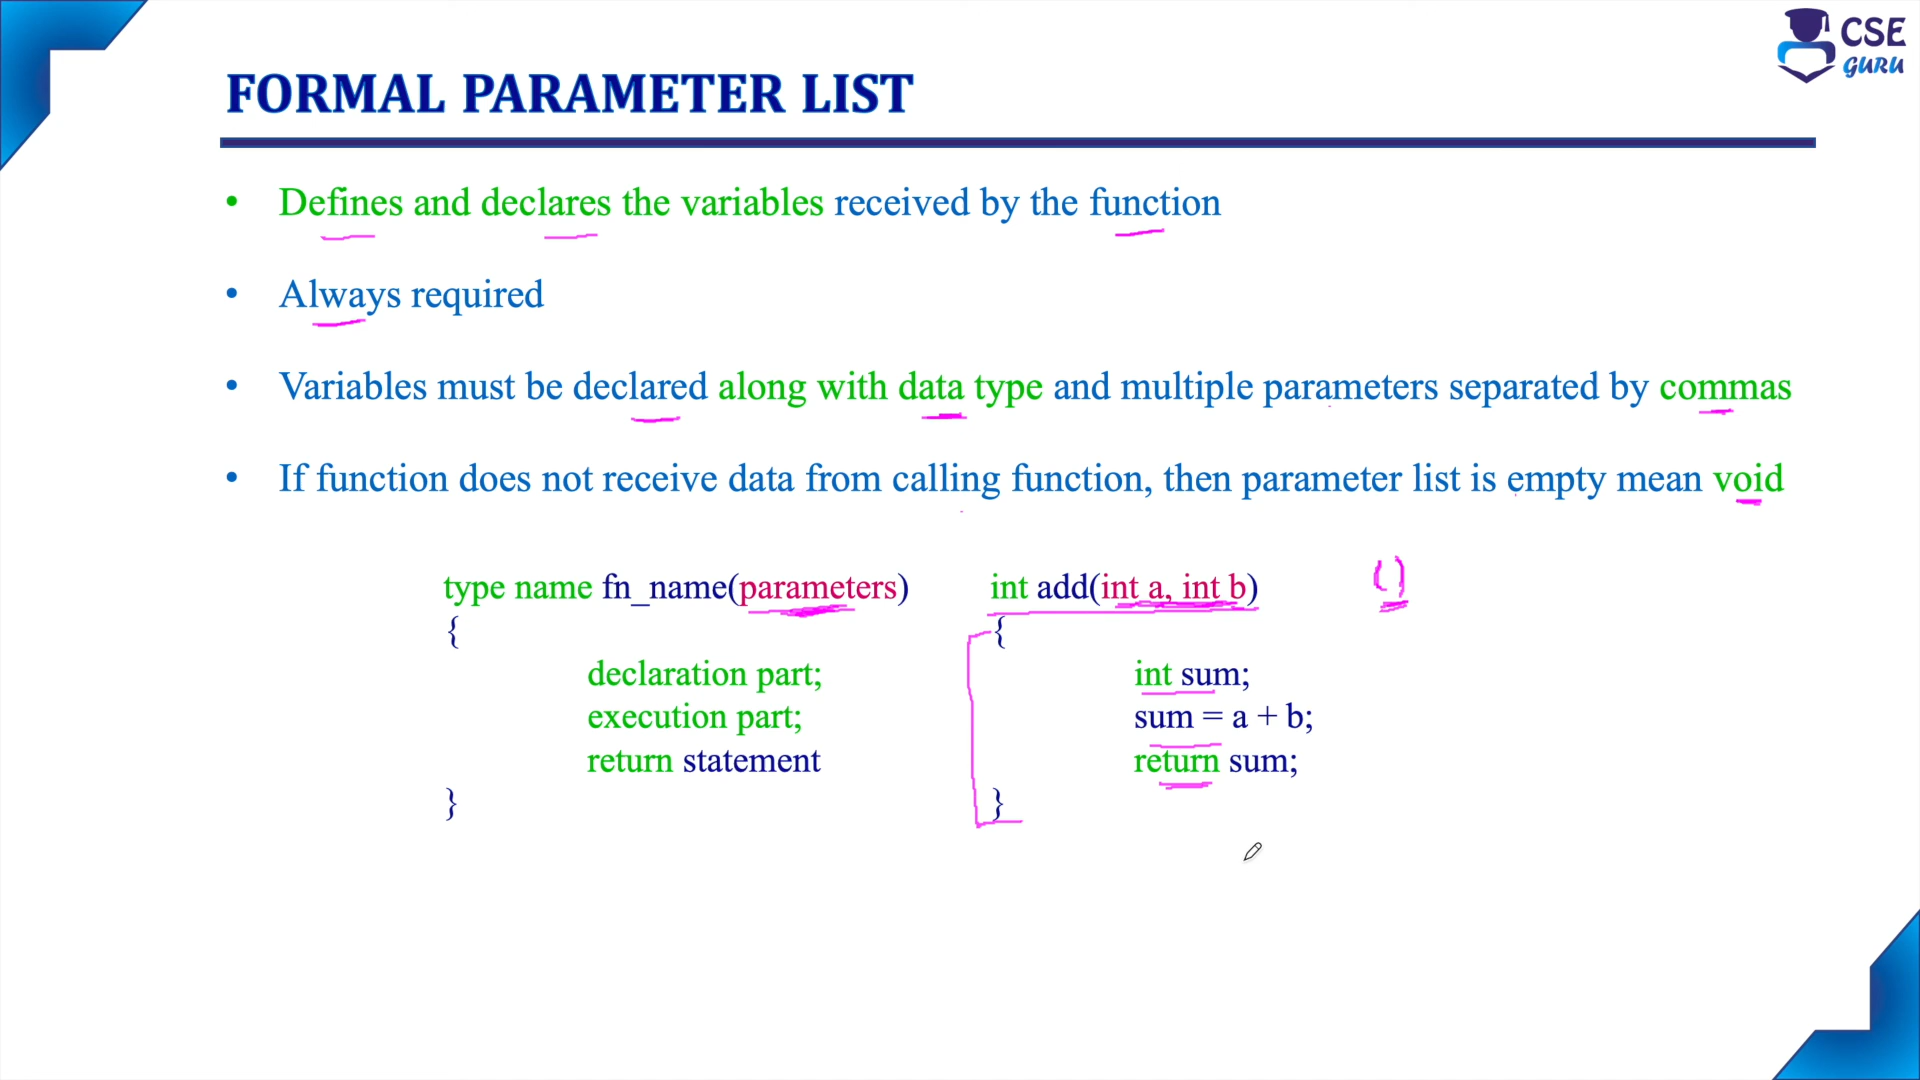 CSE
GURU
FORMAL PARAMETER LIST
• Defines and declares the variables received by the function
• Always required
• Variables must be declared along with data type and multiple parameters separated by commas
• If function does not receive data from calling function, then parameter list is empty mean void
type name fn_name(parameters)
{
declaration part;
execution part;
return statement
}
int add(int a, int b)
{
int sum;
sum = a + b;
return sum;
}
()